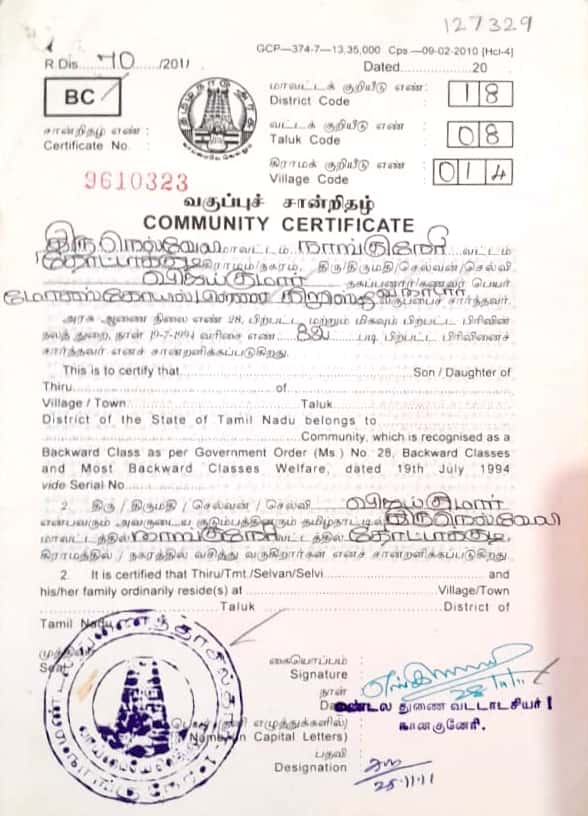 127329
GCP—374-7—13,35,000 Cps—09-02-2010 [Hcl-4]
R.Dis......70....../2011 Dated..................20
BC
மாவட்டக் குறியீடு எண் :
District Code 18
சான்றிதழ் எண் :
Certificate No. :
வட்டக் குறியீடு எண் :
Taluk Code 08
கிராமக் குறியீடு எண் :
Village Code 014
9610323
வகுப்புச் சான்றிதழ்
COMMUNITY CERTIFICATE
திருநெல்வேலி மாவட்டம், நாங்குநேரி வட்டம்
தோட்டாக்குடி கிராமம்/நகரம், திரு/திருமதி/செல்வன்/செல்வி
விஜய்குமார் தகப்பனார்/கணவர் பெயர்
கிறிஸ்தவ நாடார் வகுப்பைச் சார்ந்தவர்.
அரசு ஆணை நிலை எண் 28, பிற்பட்ட மற்றும் மிகவும் பிற்பட்ட பிரிவின்
நலத் துறை, நாள் 19-7-1994 வரிசை எண் படி பிற்பட்ட பிரிவினைச்
சார்ந்தவர் எனச் சான்றளிக்கப்படுகிறது.
This is to certify that.......................................................Son / Daughter of
Thiru.......................................................of.......................................................
Village / Town.................................Taluk.................................
District of the State of Tamil Nadu belongs to
.......................................................Community, which is recognised as a
Backward Class as per Government Order (Ms.) No. 28, Backward Classes
and Most Backward Classes Welfare, dated 19th July 1994
vide Serial No.................................
2. திரு / திருமதி / செல்வன் / செல்வி விஜய்குமார்
என்பவரும் அவருடைய குடும்பத்தினரும் தமிழ்நாட்டில் திருநெல்வேலி
மாவட்டத்தில் நாங்குநேரி வட்டத்தில் தோட்டாக்குடி
கிராமத்தில் / நகரத்தில் வசித்து வருகிறார்கள் எனச் சான்றளிக்கப்படுகிறது.
2. It is certified that Thiru/Tmt./Selvan/Selvi.................................and
his/her family ordinarily reside(s) at.................................Village/Town
.................................Taluk.................................District of
Tamil Nadu.
முத்திரை
Seal
கையொப்பம் :
Signature
நாள் 28/11/11
மண்டல துணை வட்டாட்சியர் 1
நான்குனேரி.
பெயர் (தனி எழுத்துக்களில்)
(Name in Capital Letters)
பதவி :
Designation
28-11-11